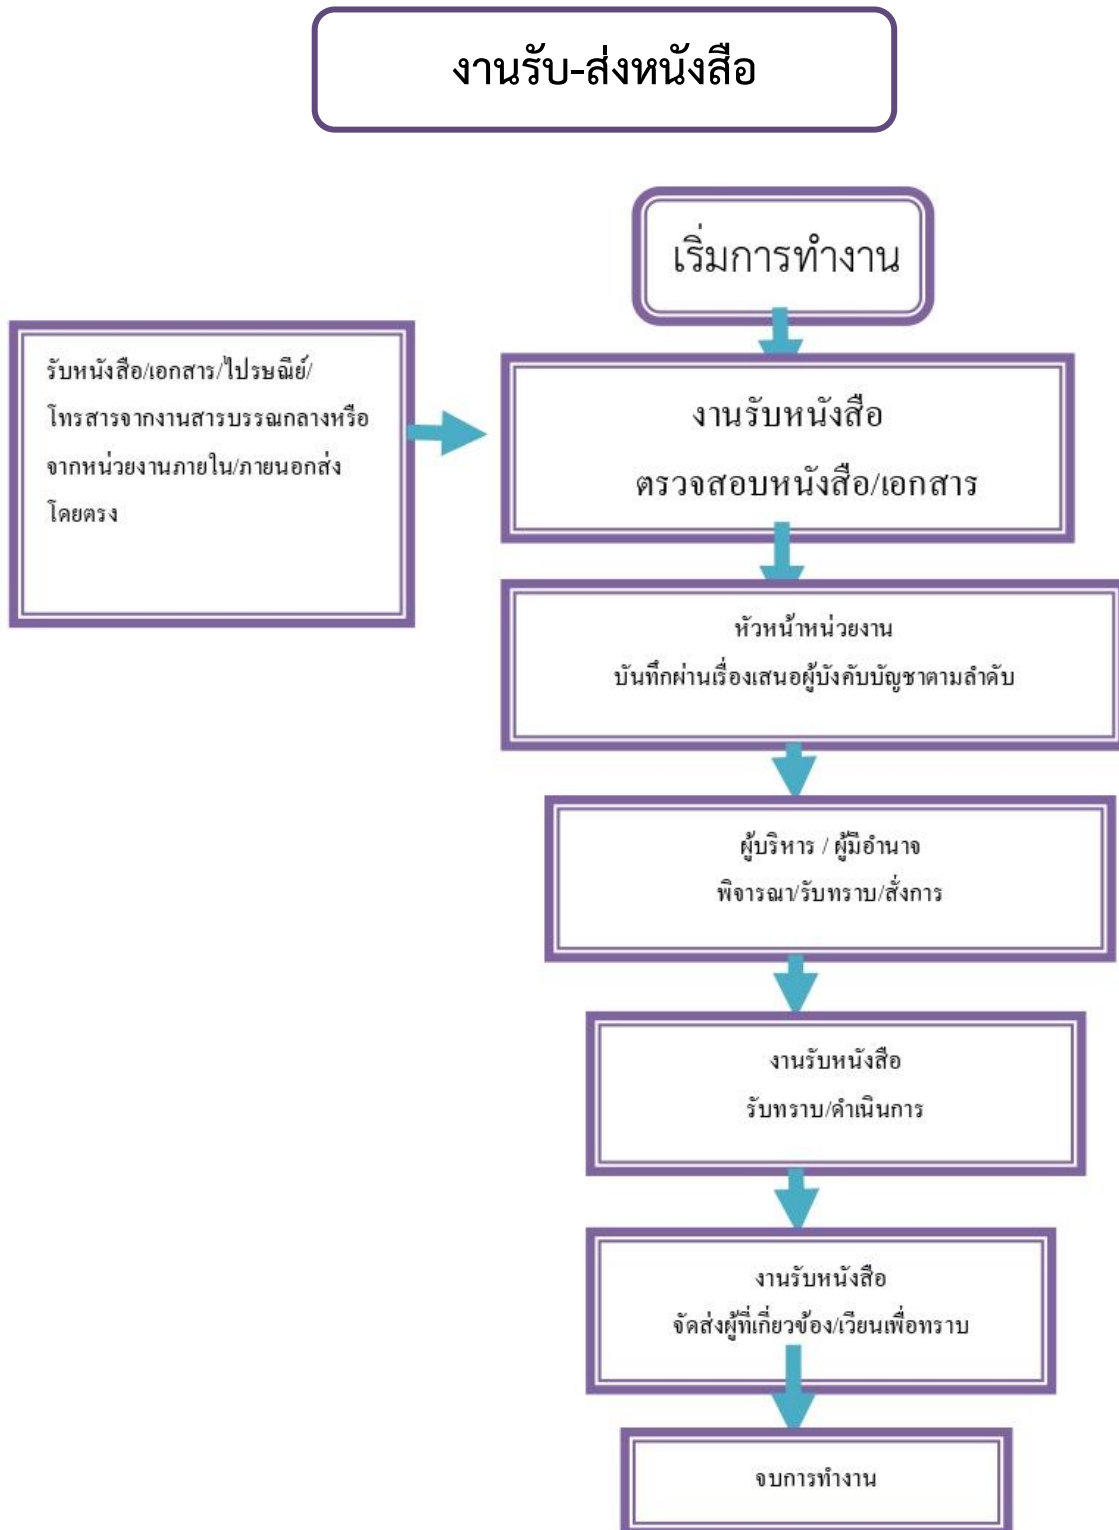 งานรับ-ส่งหนังสือ
เริ่มการทำงาน
รับหนังสือ/เอกสาร/ไปรษณีย์/
โทรสารจากงานสารบรรณกลางหรือ
จากหน่วยงานภายใน/ภายนอกส่ง
โดยตรง
งานรับหนังสือ
ตรวจสอบหนังสือ/เอกสาร
หัวหน้าหน่วยงาน
บันทึกผ่านเรื่องเสนอผู้บังคับบัญชาตามลำดับ
ผู้บริหาร / ผู้มีอำนาจ
พิจารณา/รับทราบ/สั่งการ
งานรับหนังสือ
รับทราบ/ดำเนินการ
งานรับหนังสือ
จัดส่งผู้ที่เกี่ยวข้อง/เวียนเพื่อทราบ
จบการทำงาน